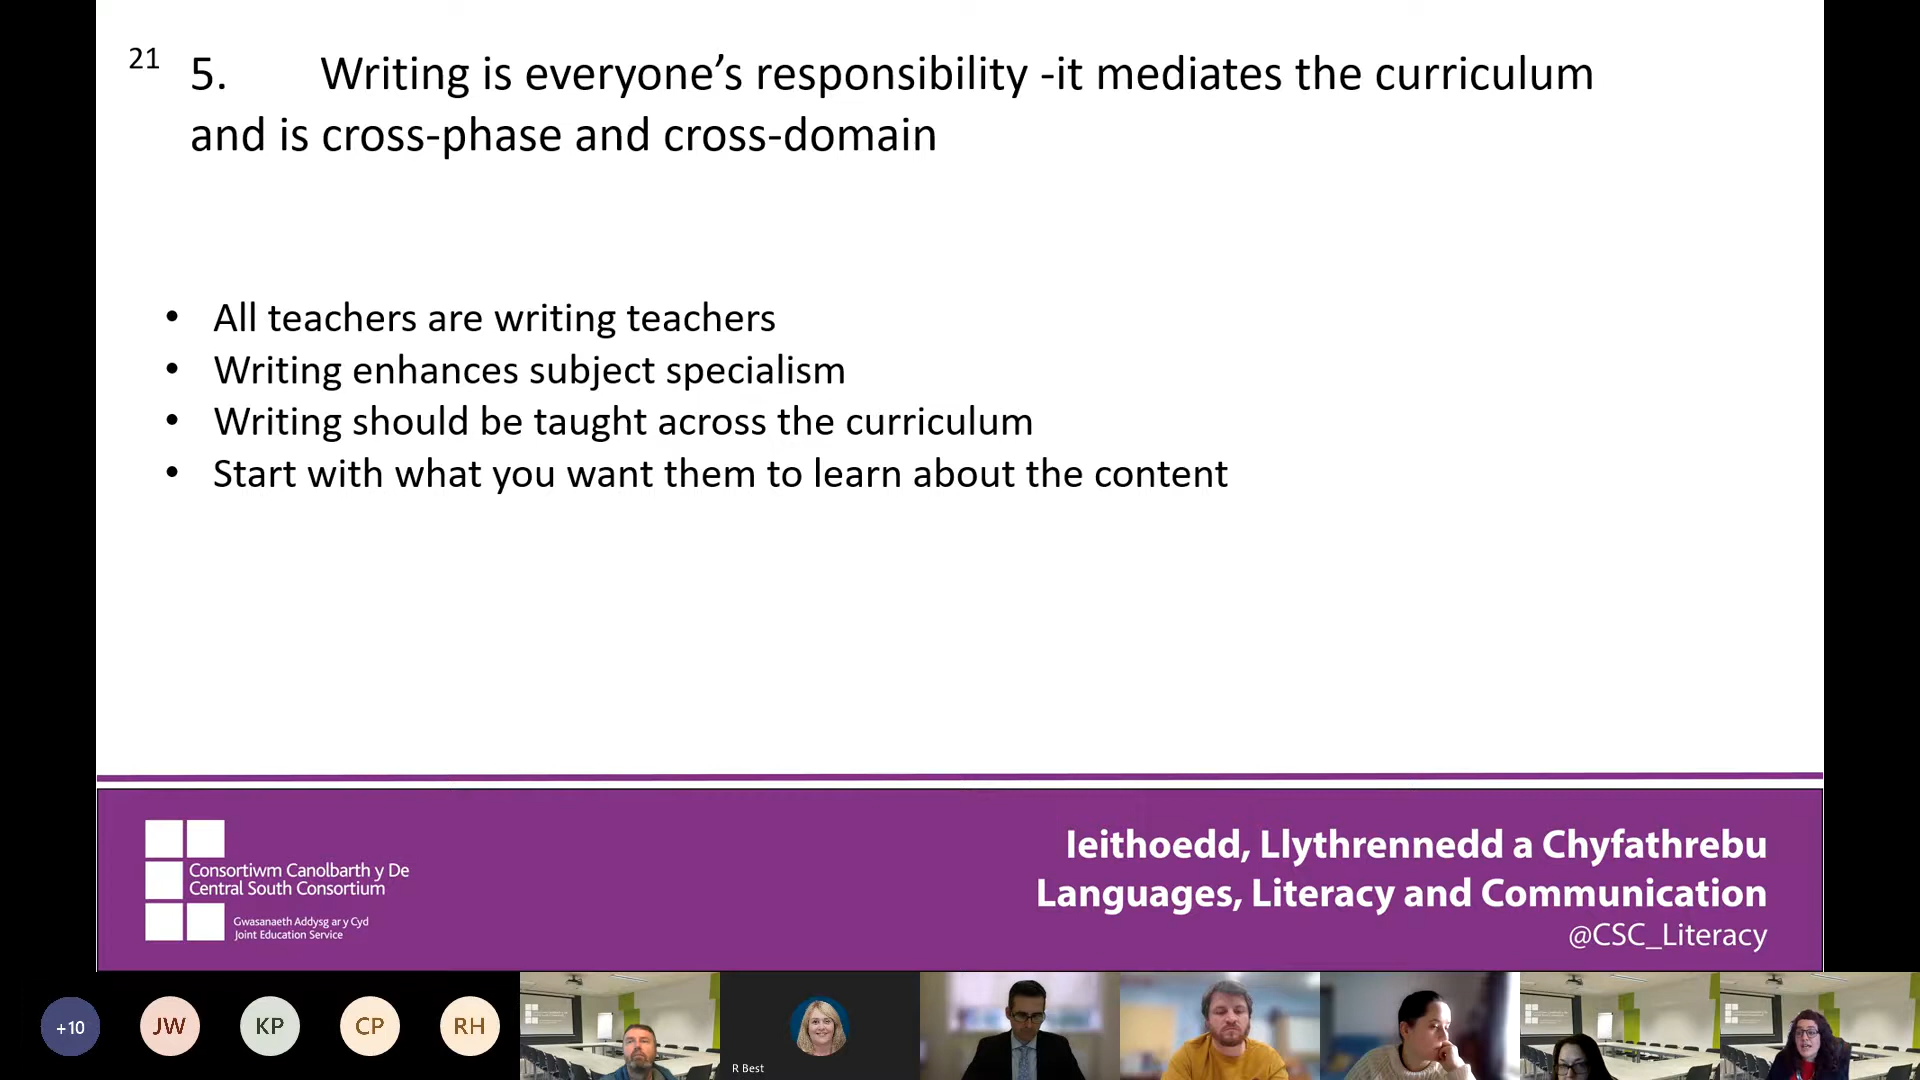 21
5. Writing is everyone’s responsibility -it mediates the curriculum
and is cross-phase and cross-domain
• All teachers are writing teachers
• Writing enhances subject specialism
• Writing should be taught across the curriculum
• Start with what you want them to learn about the content
Consortiwm Canolbarth y De
Central South Consortium
Gwasanaeth Addysg ar y Cyd
Joint Education Service
Ieithoedd, Llythrennedd a Chyfathrebu
Languages, Literacy and Communication
@CSC_Literacy
+10
JW
KP
CP
RH
R Best